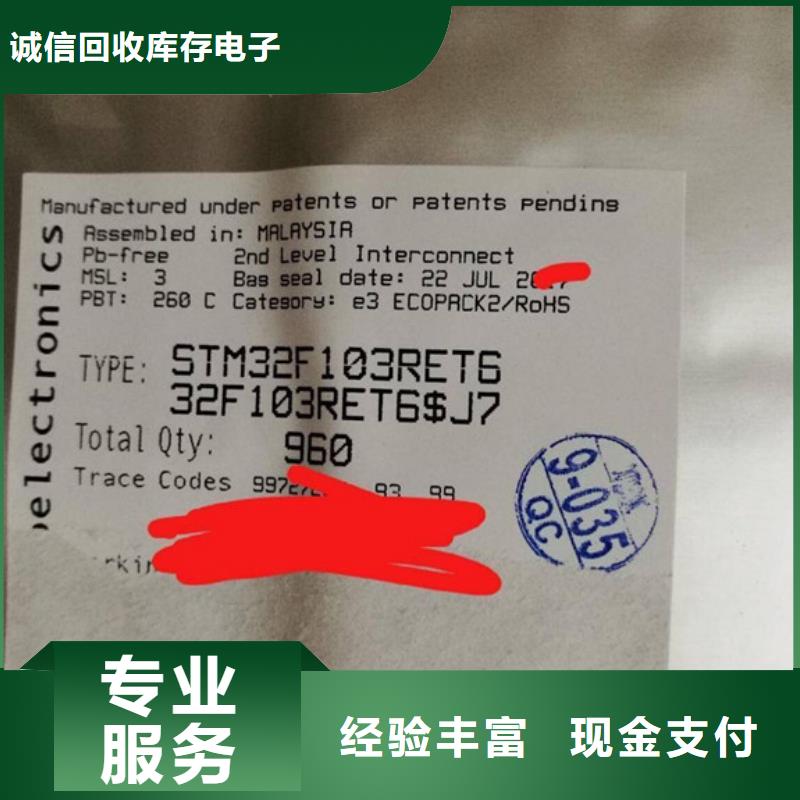 诚信回收库存电子
Manufactured under patents or patents pending
Assembled in: MALAYSIA
Pb-free 2nd Level Interconnect
MSL: 3 Bag seal date: 22 JUL
PBT: 260 C Category: e3 ECOPACK2/RoHS
electronics
TYPE: STM32F103RET6
32F103RET6$J7
Total Qty: 960
Trace Codes 93 99
9-035
QC
专业
服务
经验丰富 现金支付